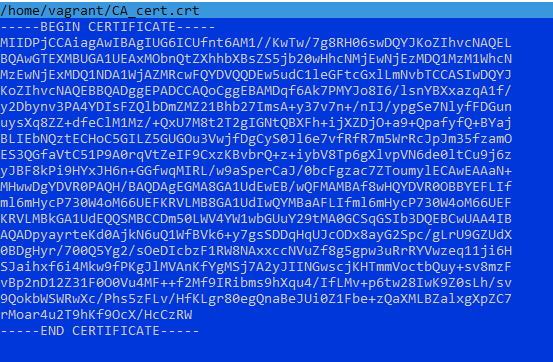 /home/vagrant/CA_cert.crt
-----BEGIN CERTIFICATE-----
MIIDPjCCAiagAwIBAgIUG6ICUfnt6AM1//KwTw/7g8RH06swDQYJKoZIhvcNAQEL
BQAwGTEXMBUGA1UEAxMObnQtZXhhbXBsZS5jb20wHhcNMjEwNjEzMDQ1MzM1WhcN
MzEwNjExMDQ1NDA1WjAZMRcwFQYDVQQDEw5udC1leGFtcGxlLmNvbTCCASIwDQYJ
KoZIhvcNAQEBBQADggEPADCCAQoCggEBAMDqf6Ak7PMYJo8I6/lsnYBXxazqA1f/
y2Dbynv3PA4YDIsFZQlbDmZMZ21Bhb27ImsA+y37v7n+/nIJ/ypgSe7NlyfFDGun
uysXq8ZZ+dfeClM1Mz/+QxU7M8t2T2gIGNtQBXFh+ijXZDjO+a9+QpafyfQ+BYaj
BLIEbNQztECHoC5GILZ5GUGOu3VwjfDgCyS0Jl6e7vfRfR7m5WrRcJpJm35fzamO
ES3QGfaVtC51P9A0rqVtZeIF9CxzKBvbrQ+z+iybV8Tp6gXlvpVN6de0ltCu9j6z
yJBF8kPi9HYxJH6n+GGfwqMIRL/w9aSperCaJ/0bcFgzac7ZToumylECAwEAAaN+
MHwwDgYDVR0PAQH/BAQDAgEGMA8GA1UdEwEB/wQFMAMBAf8wHQYDVR0OBBYEFLIf
ml6mHycP730W4oM66UEFKRVLMB8GA1UdIwQYMBaAFLIfml6mHycP730W4oM66UEF
KRVLMBkGA1UdEQQSMBCCDm50LWV4YW1wbGUuY29tMA0GCSqGSIb3DQEBCwUAA4IB
AQADpyayrteKd0AjkN6uQ1WfBVk6+y7gsSDDqHqUJcODx8ayG2Spc/gLrU9GZUdX
0BDgHyr/700Q5Yg2/sOeDIcbzF1RW8NAxxccNVuZf8g5gpw3uRrRYVwzeq11ji6H
SJaihxf6i4Mkw9fPKgJlMVAnKfYgMSj7A2yJIINGwscjKHTmmVoctbQuy+sv8mzF
vBp2nD12Z31F0O0Vu4MF++f2Mf9IRibms9hXqu4/IfLMv+p6tw28IwK9Z0sLh/sv
9QokbWSWRwXc/Phs5zFLv/HfKLgr80egQnaBeJUi0Z1Fbe+zQaXMLBZalxgXpZC7
rMoar4u2T9hKf9OcX/HcCzRW
-----END CERTIFICATE-----